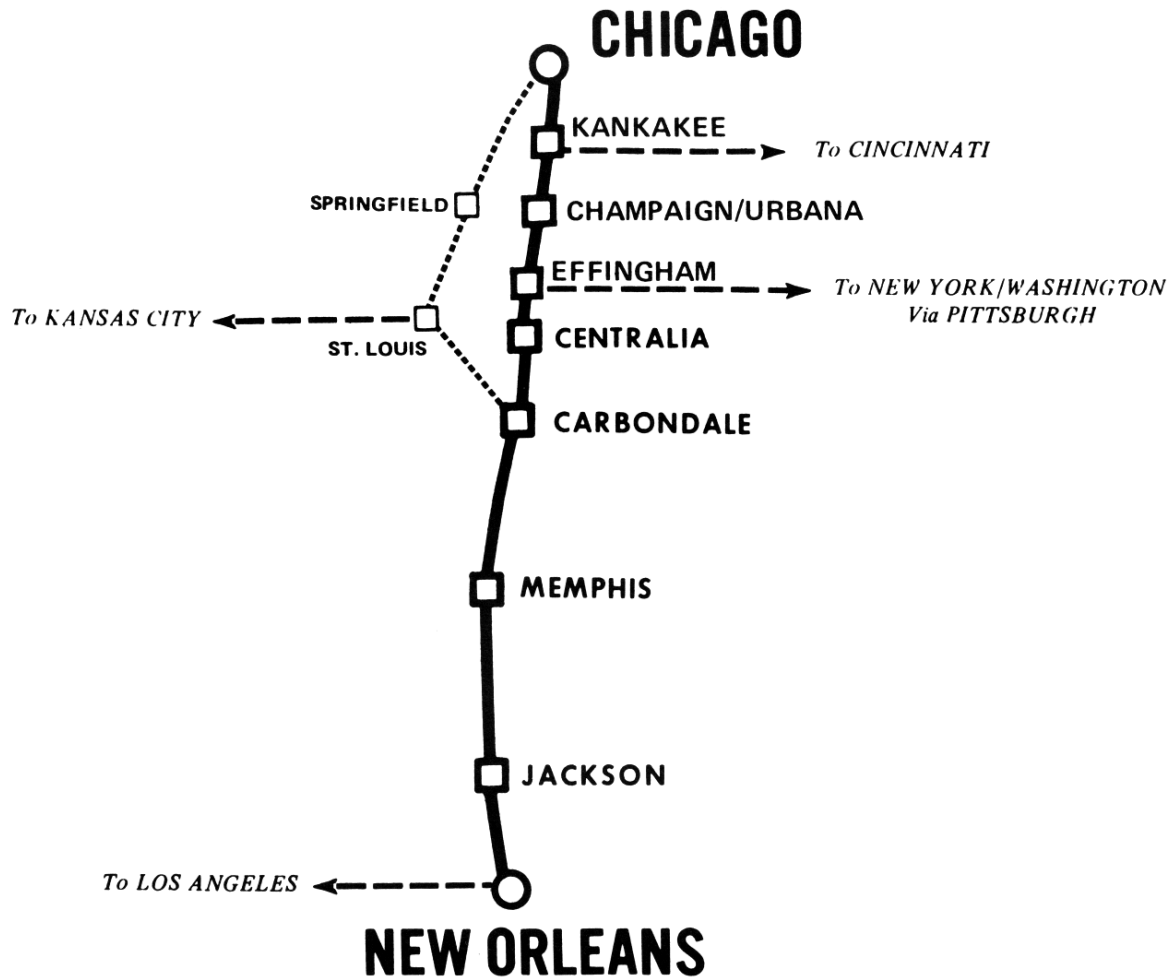 CHICAGO
KANKAKEE
To CINCINNATI
SPRINGFIELD
CHAMPAIGN/URBANA
EFFINGHAM
To NEW YORK/WASHINGTON
Via PITTSBURGH
To KANSAS CITY
ST. LOUIS
CENTRALIA
CARBONDALE
MEMPHIS
JACKSON
To LOS ANGELES
NEW ORLEANS